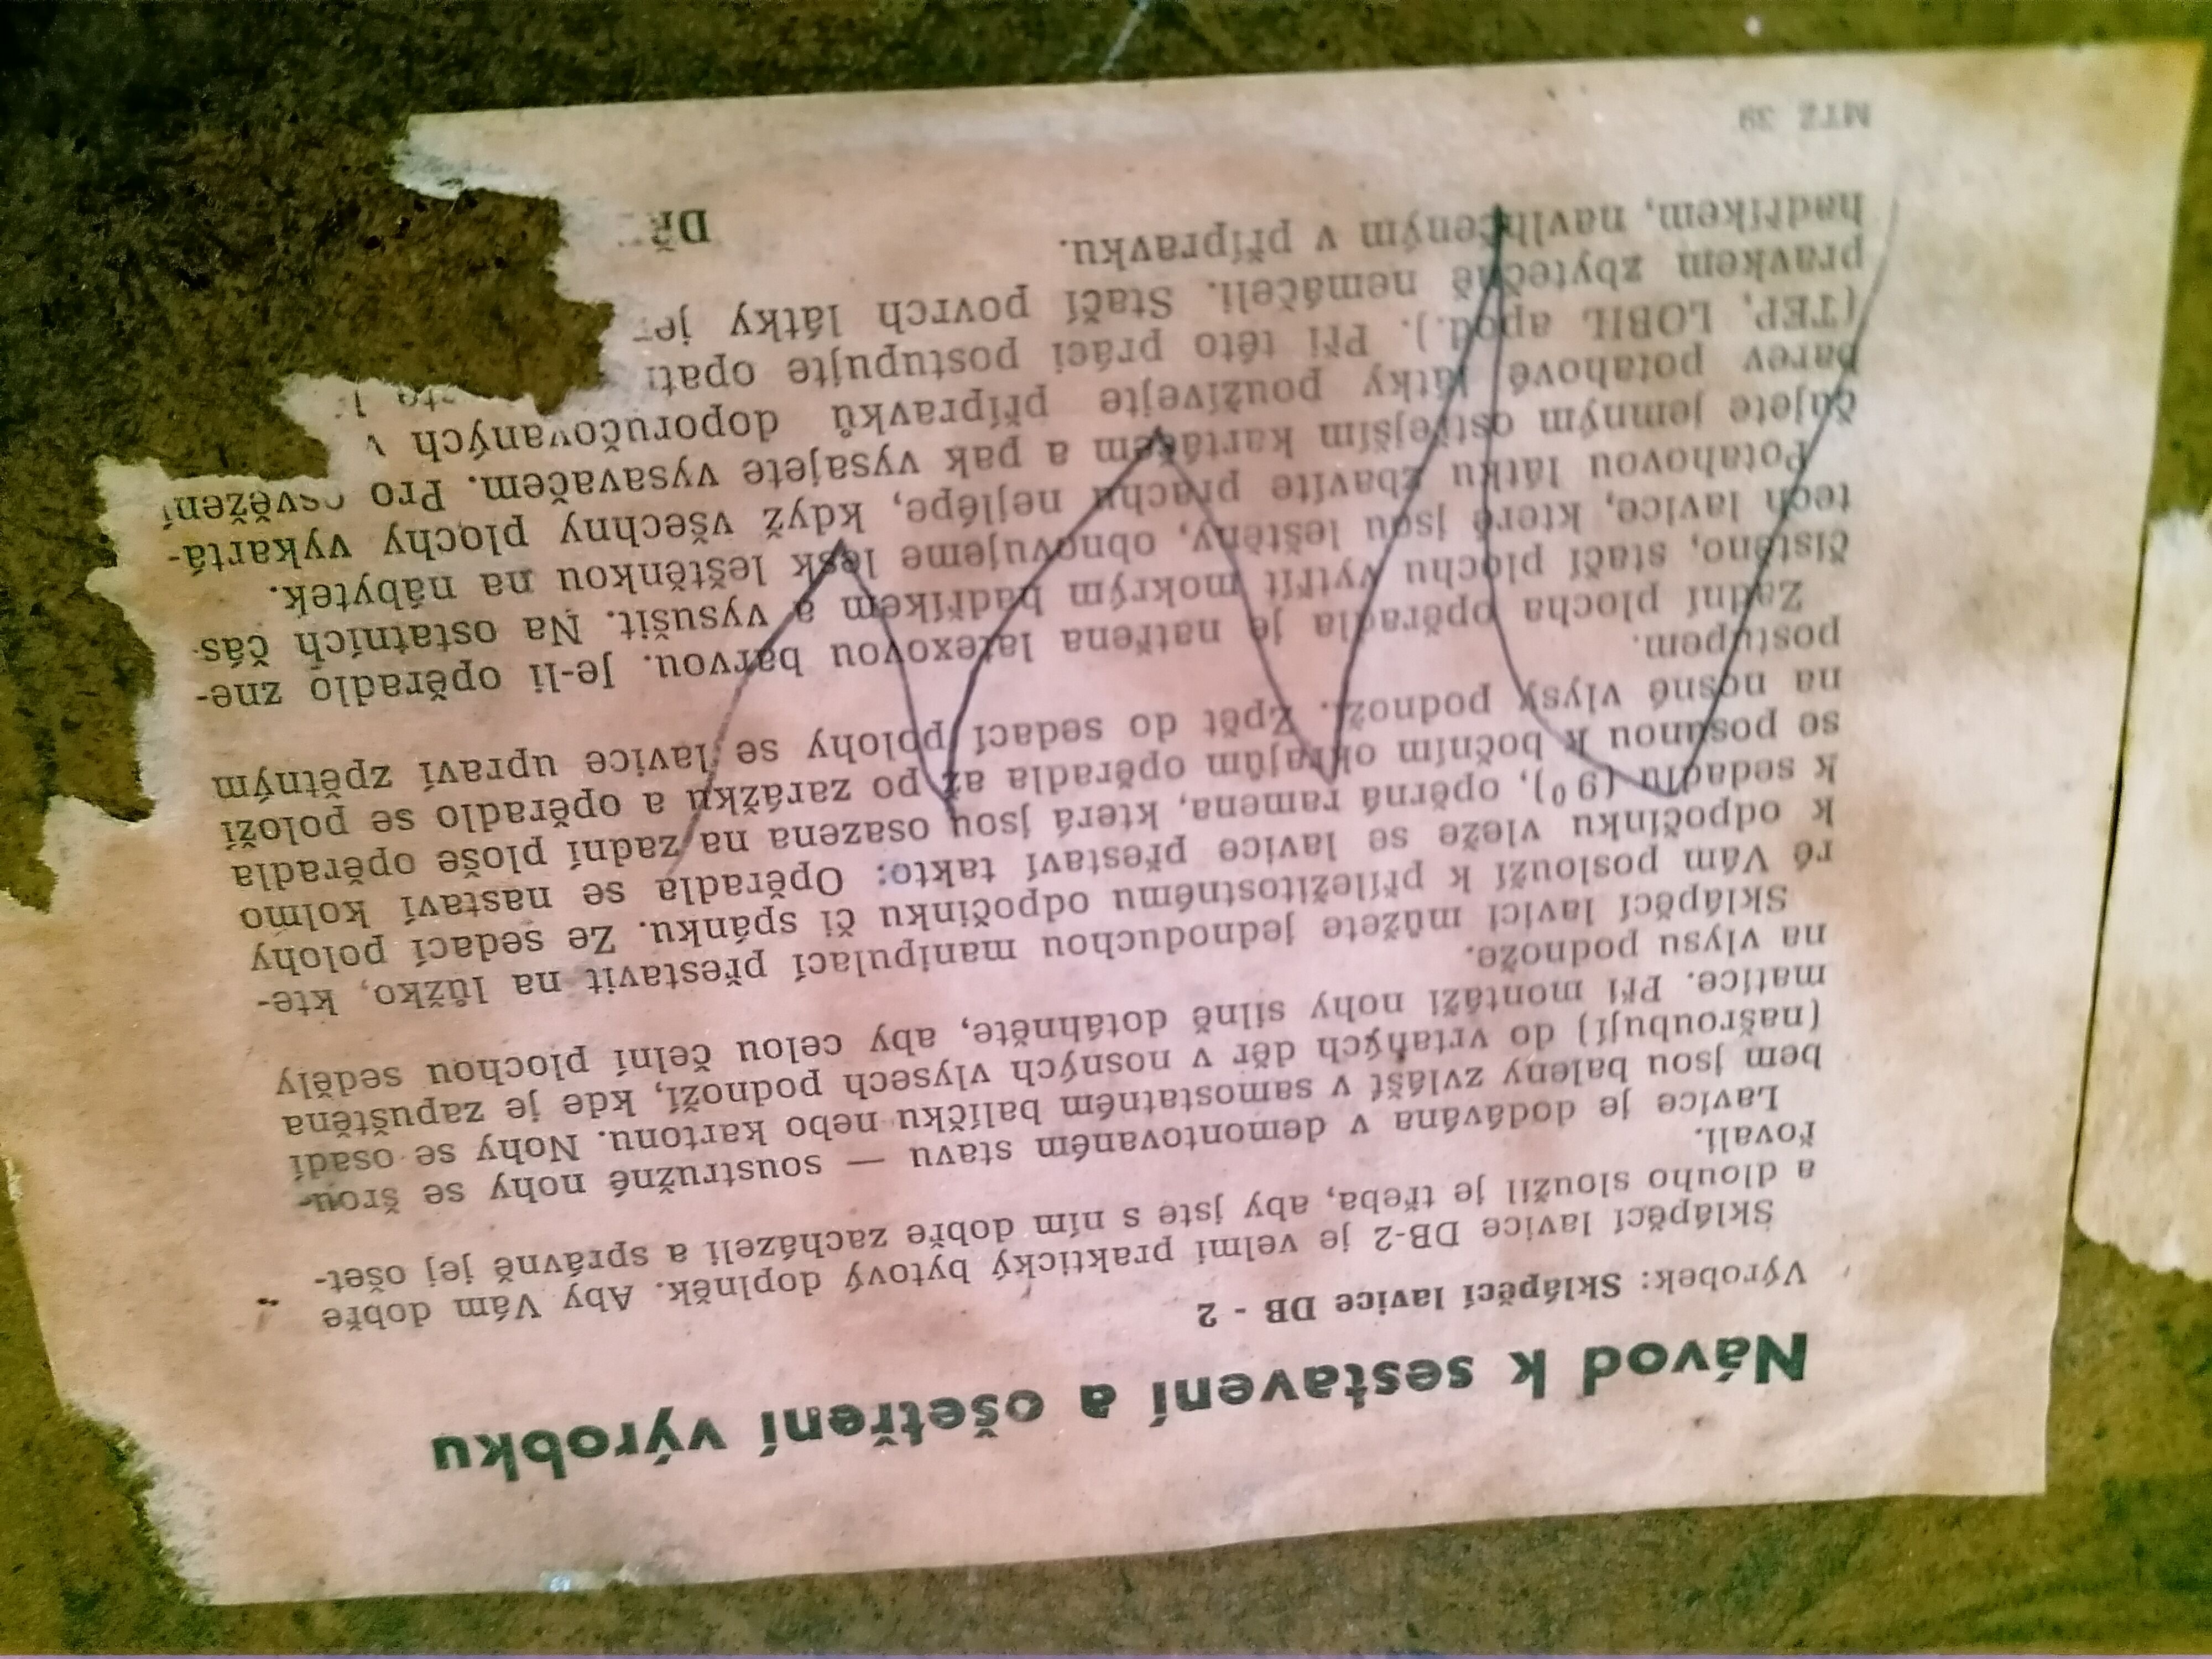 Návod k sestavení a ošetření výrobku
Výrobek: Sklápěcí lavice DB - 2
Sklápěcí lavice DB-2 je velmi praktický bytový doplněk. Aby Vám dobře
a dlouho sloužil je třeba, aby jste s ním dobře zacházeli a správně jej ošet-
řovali.
Lavice je dodávána v demontovaném stavu — soustružné nohy se šrou-
bem jsou baleny zvlášť v samostatném balíčku nebo kartonu. Nohy se osadí
(našroubují) do vrtaných děr v nosných vlysech podnoží, kde je zapuštěna
matice. Při montáži nohy silně dotáhněte, aby celou čelní plochou seděly
na vlysu podnože.
Sklápěcí lavici můžete jednoduchou manipulací přestavit na lůžko, kte-
ré Vám poslouží k příležitostnému odpočinku či spánku. Ze sedací polohy
k odpočinku vleže se lavice přestaví takto: Opěradla se nastaví kolmo
k sedadlu (90), opěrná ramena, která jsou osazena na zadní ploše opěradla
se posunou k bočním okrajům opěradla až po zarážku a opěradlo se položí
na nosné vlysy podnoží. Zpět do sedací polohy se lavice upraví zpětným
postupem.
Zadní plocha opěradla je natřena latexovou barvou. Je-li opěradlo zne-
čistěno, stačí plochu vytřít mokrým hadříkem a vysušit. Na ostatních čás-
tech lavice, které jsou leštěny, obnovujeme lesk leštěnkou na nábytek.
Potahovou látku zbavíte prachu nejlépe, když všechny plochy vykartá-
čujete jemným ostřejším kartáčem a pak vysajete vysavačem. Pro osvěžení
barev potahové látky používejte přípravků doporučovaných v
(TEP, LOBIL apod.). Při této práci postupujte opatr
pravkem zbytečně nemáčeli. Stačí povrch látky je
hadříkem, navlhčeným v přípravku.
Dř
MTZ 39